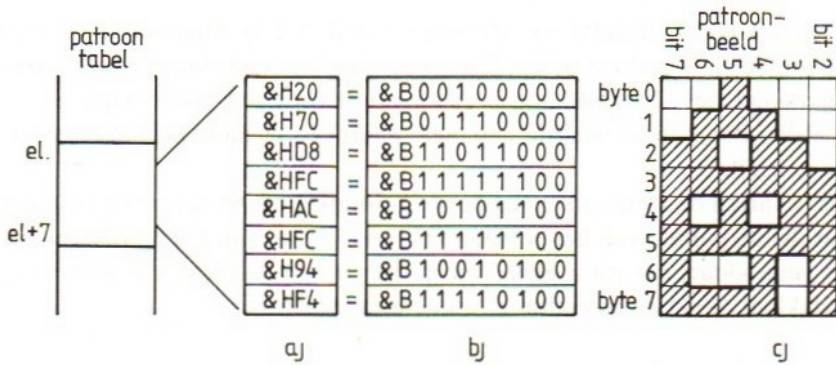 patroon
tabel
el.
el+7
&H20 = &B00100000
&H70 = &B01110000
&HD8 = &B11011000
&HFC = &B11111100
&HAC = &B10101100
&HFC = &B11111100
&H94 = &B10010100
&HF4 = &B11110100
a)
b)
patroon-
beeld
bit 7 6 5 4 3 2 bit 2
byte 0
1
2
3
4
5
6
byte 7
c)